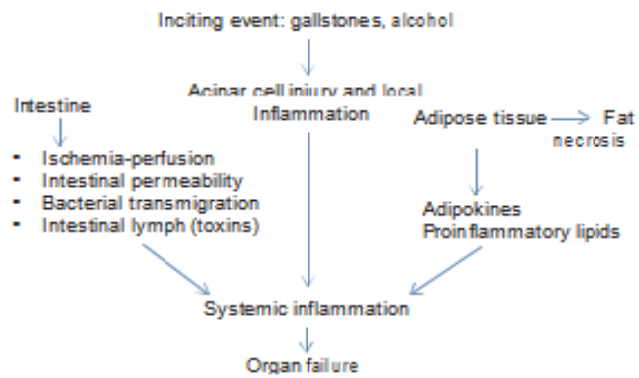 Inciting event: gallstones, alcohol
Acinar cell injury and local
Inflammation
Intestine
Adipose tissue
Fat
necrosis
▪ Ischemia-perfusion
▪ Intestinal permeability
▪ Bacterial transmigration
▪ Intestinal lymph (toxins)
Adipokines
Proinflammatory lipids
Systemic inflammation
Organ failure